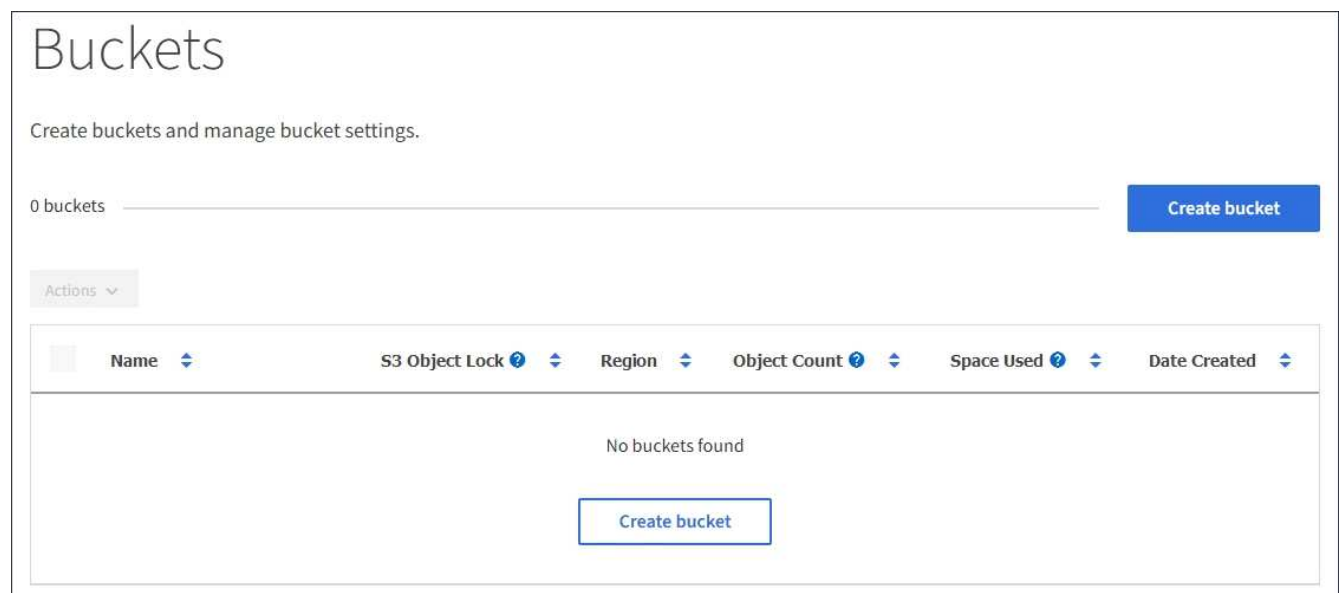 Buckets
Create buckets and manage bucket settings.
0 buckets
Create bucket
Actions
Name S3 Object Lock ? Region Object Count ? Space Used ? Date Created
No buckets found
Create bucket